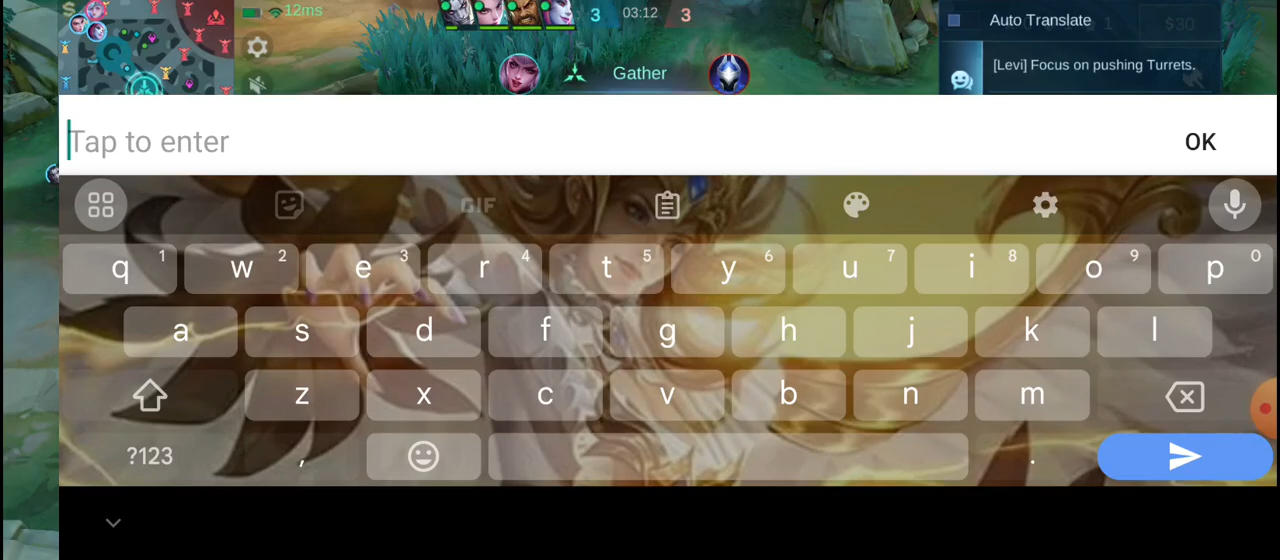 12ms
3 03:12 3
Gather
Auto Translate
$30
[Levi] Focus on pushing Turrets.
Tap to enter
OK
GIF
q 1 w 2 e 3 r 4 t 5 y 6 u 7 i 8 o 9 p 0
a s d f g h j k l
z x c v b n m
?123 , .